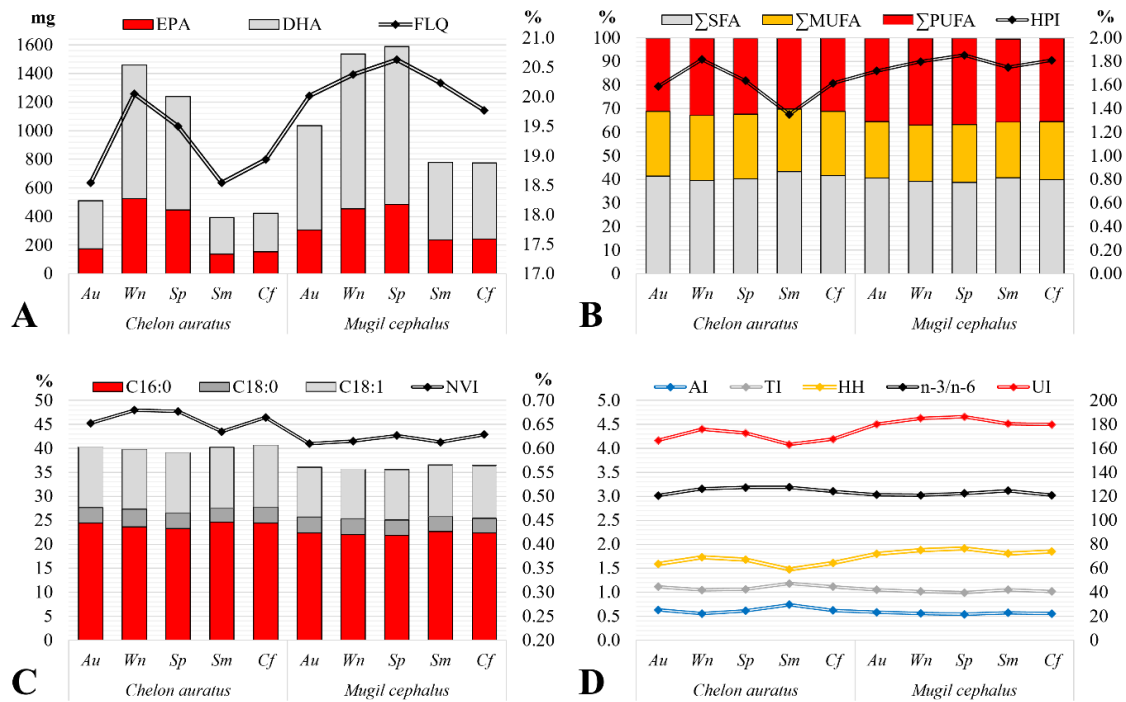 mg EPA DHA FLQ %
1600 21.0
1400 20.5
1200 20.0
1000 19.5
800 19.0
600 18.5
400 18.0
200 17.5
0 17.0
Au Wn Sp Sm Cf Au Wn Sp Sm Cf
Chelon auratus Mugil cephalus
A
% ∑SFA ∑MUFA ∑PUFA HPI %
100 2.00
90 1.80
80 1.60
70 1.40
60 1.20
50 1.00
40 0.80
30 0.60
20 0.40
10 0.20
0 0.00
Au Wn Sp Sm Cf Au Wn Sp Sm Cf
Chelon auratus Mugil cephalus
B
% C16:0 C18:0 C18:1 NVI %
50 0.70
45 0.65
40 0.60
35 0.55
30 0.50
25 0.45
20 0.40
15 0.35
10 0.30
5 0.25
0 0.20
Au Wn Sp Sm Cf Au Wn Sp Sm Cf
Chelon auratus Mugil cephalus
C
AI TI HH n-3/n-6 UI
5.0 200
4.5 180
4.0 160
3.5 140
3.0 120
2.5 100
2.0 80
1.5 60
1.0 40
0.5 20
0.0 0
Au Wn Sp Sm Cf Au Wn Sp Sm Cf
Chelon auratus Mugil cephalus
D